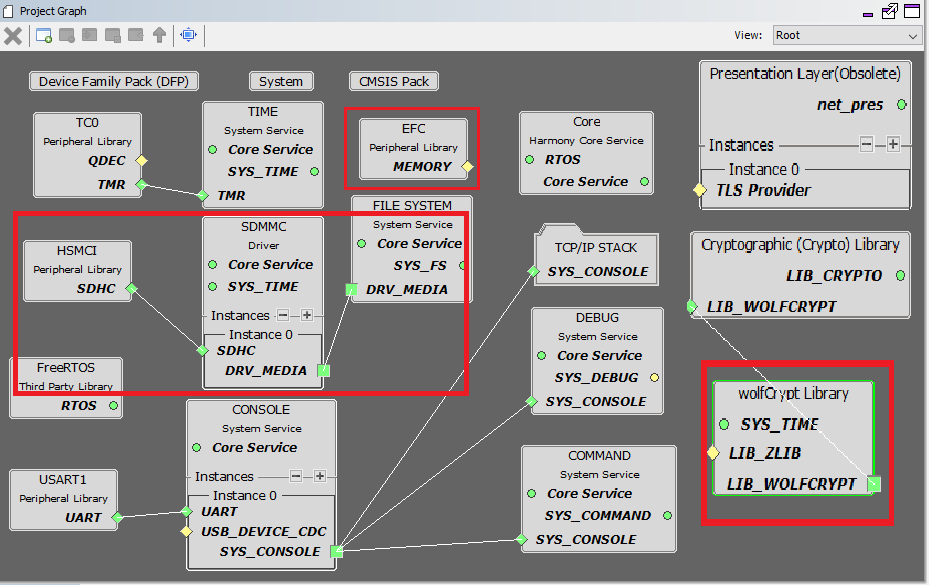 Project Graph
View: Root
Device Family Pack (DFP)
System
CMSIS Pack
TC0
Peripheral Library
QDEC
TMR
TIME
System Service
Core Service
SYS_TIME
TMR
EFC
Peripheral Library
MEMORY
Core
Harmony Core Service
RTOS
Core Service
Presentation Layer(Obsolete)
net_pres
Instances
Instance 0
TLS Provider
HSMCI
Peripheral Library
SDHC
SDMMC
Driver
Core Service
SYS_TIME
Instances
Instance 0
SDHC
DRV_MEDIA
FILE SYSTEM
System Service
Core Service
SYS_FS
DRV_MEDIA
TCP/IP STACK
SYS_CONSOLE
Cryptographic (Crypto) Library
LIB_CRYPTO
LIB_WOLFCRYPT
FreeRTOS
Third Party Library
RTOS
DEBUG
System Service
Core Service
SYS_DEBUG
SYS_CONSOLE
wolfCrypt Library
SYS_TIME
LIB_ZLIB
LIB_WOLFCRYPT
CONSOLE
System Service
Core Service
Instances
Instance 0
UART
USB_DEVICE_CDC
SYS_CONSOLE
USART1
Peripheral Library
UART
COMMAND
System Service
Core Service
SYS_COMMAND
SYS_CONSOLE